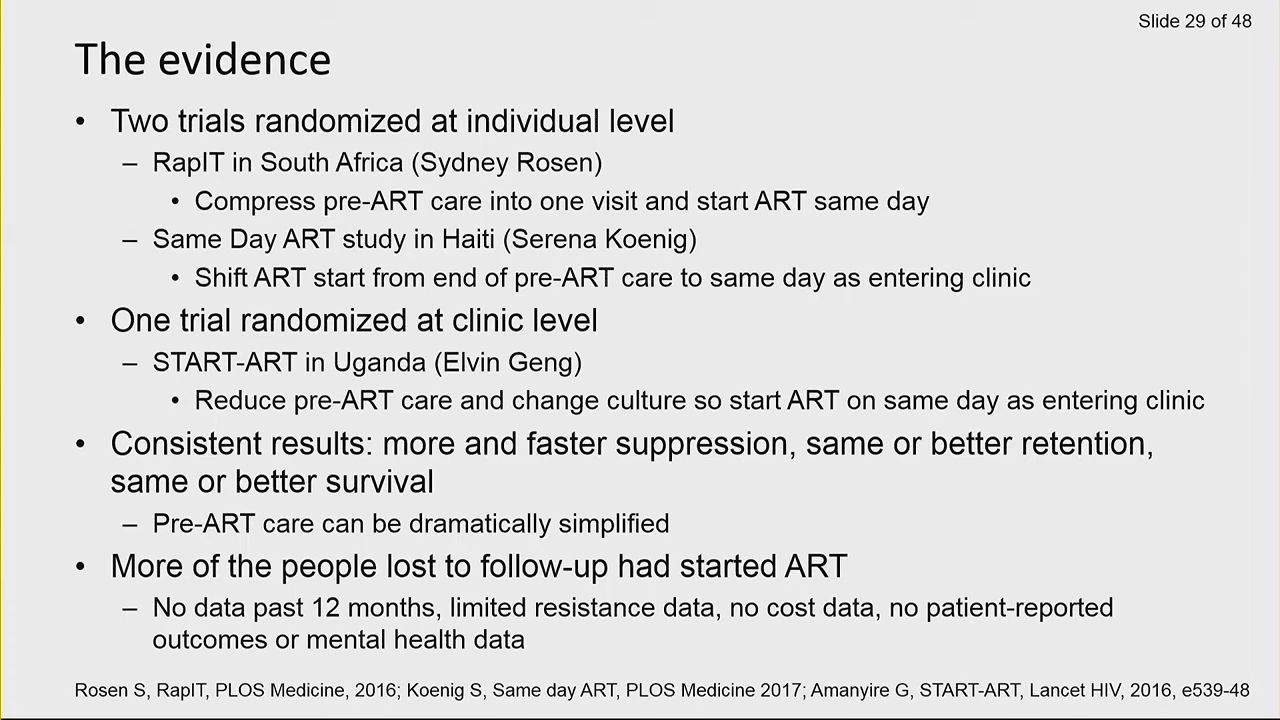 Slide 29 of 48
The evidence
• Two trials randomized at individual level
– RapIT in South Africa (Sydney Rosen)
• Compress pre-ART care into one visit and start ART same day
– Same Day ART study in Haiti (Serena Koenig)
• Shift ART start from end of pre-ART care to same day as entering clinic
• One trial randomized at clinic level
– START-ART in Uganda (Elvin Geng)
• Reduce pre-ART care and change culture so start ART on same day as entering clinic
• Consistent results: more and faster suppression, same or better retention,
same or better survival
– Pre-ART care can be dramatically simplified
• More of the people lost to follow-up had started ART
– No data past 12 months, limited resistance data, no cost data, no patient-reported
outcomes or mental health data
Rosen S, RapIT, PLOS Medicine, 2016; Koenig S, Same day ART, PLOS Medicine 2017; Amanyire G, START-ART, Lancet HIV, 2016, e539-48